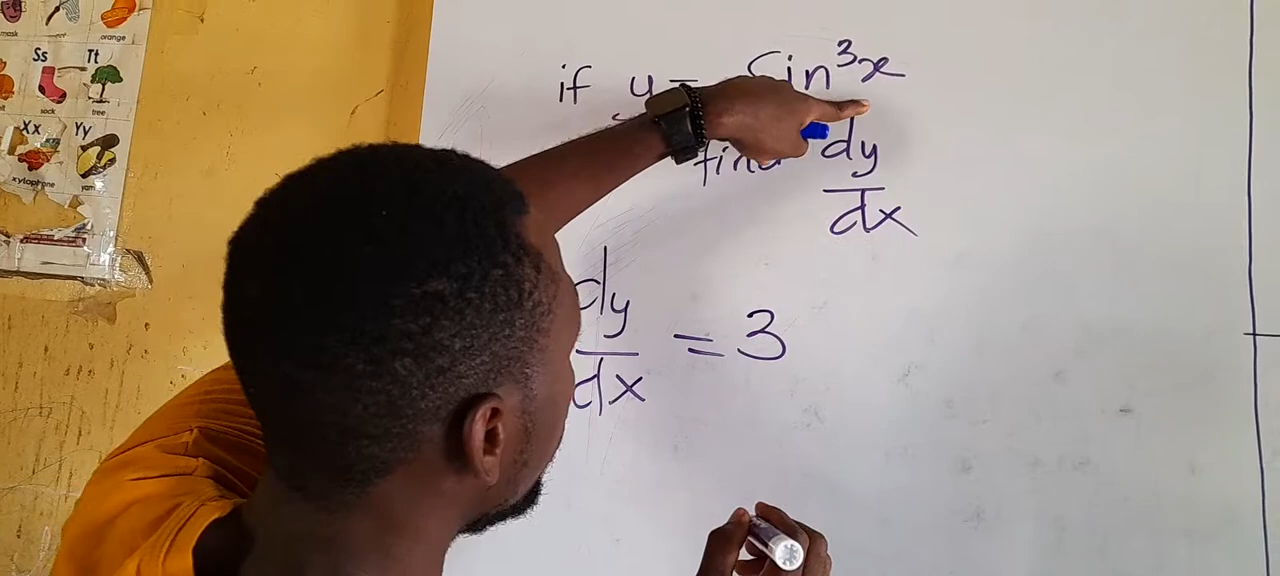 mask
orange
Ss
Tt
sock
tree
Xx
Yy
xylophone
yam
if y = Sin³x
find dy
dx
dy
dx = 3